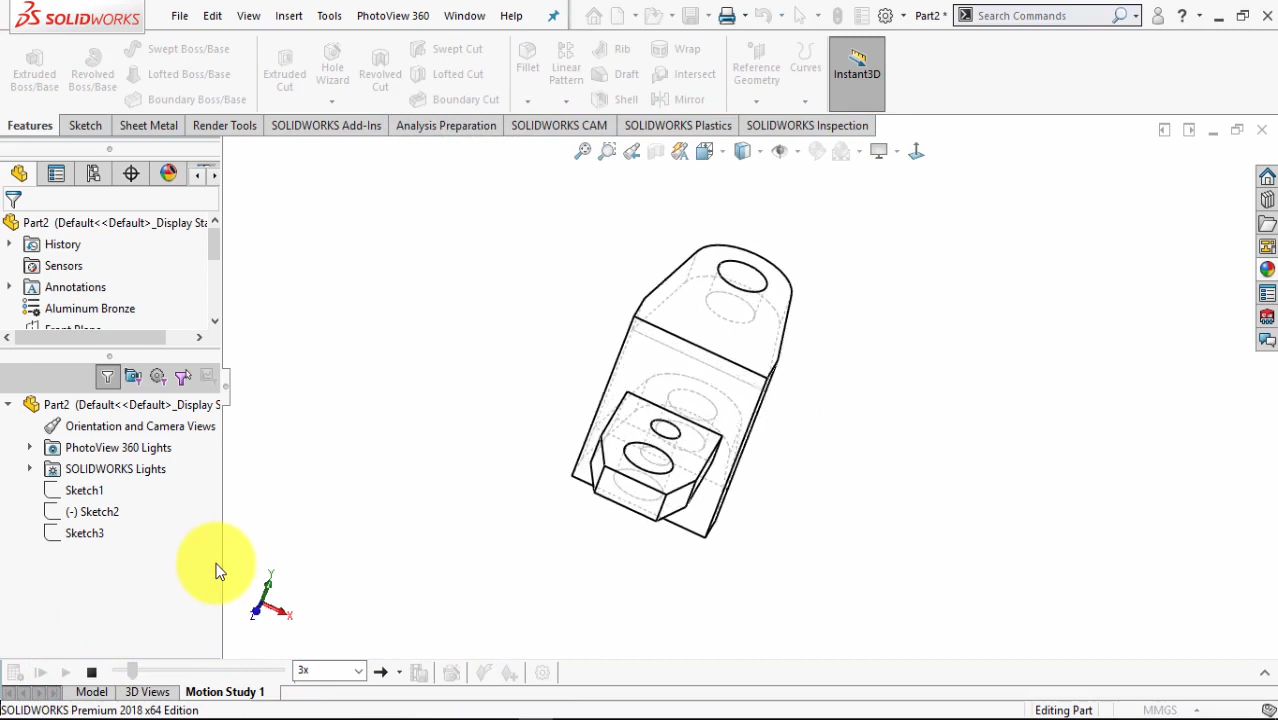 SOLIDWORKS File Edit View Insert Tools PhotoView 360 Window Help Part2 * Search Commands ?
Extruded Boss/Base
Revolved Boss/Base
Swept Boss/Base
Lofted Boss/Base
Boundary Boss/Base
Extruded Cut
Hole Wizard
Revolved Cut
Swept Cut
Lofted Cut
Boundary Cut
Fillet
Linear Pattern
Rib
Draft
Shell
Wrap
Intersect
Mirror
Reference Geometry
Curves
Instant3D
Features Sketch Sheet Metal Render Tools SOLIDWORKS Add-Ins Analysis Preparation SOLIDWORKS CAM SOLIDWORKS Plastics SOLIDWORKS Inspection
Part2 (Default<<Default>_Display Sta
History
Sensors
Annotations
Aluminum Bronze
Part2 (Default<<Default>_Display S
Orientation and Camera Views
PhotoView 360 Lights
SOLIDWORKS Lights
Sketch1
(-) Sketch2
Sketch3
Y
X
Z
3x
Model 3D Views Motion Study 1
SOLIDWORKS Premium 2018 x64 Edition Editing Part MMGS